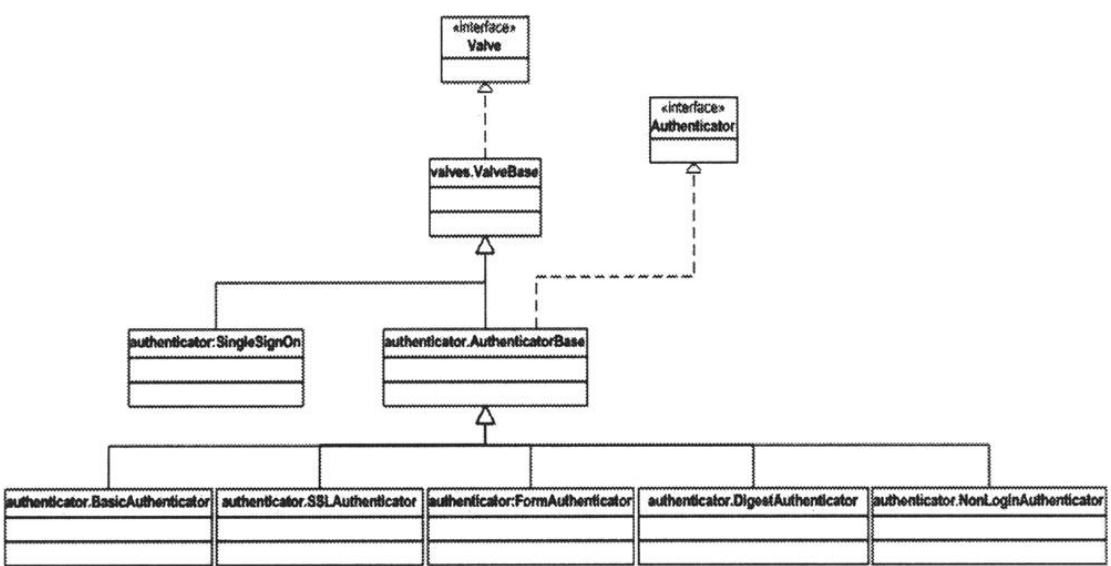 «interface»
Valve
«interface»
Authenticator
valves.ValveBase
authenticator:SingleSignOn
authenticator.AuthenticatorBase
authenticator.BasicAuthenticator
authenticator.SSLAuthenticator
authenticator:FormAuthenticator
authenticator.DigestAuthenticator
authenticator.NonLoginAuthenticator